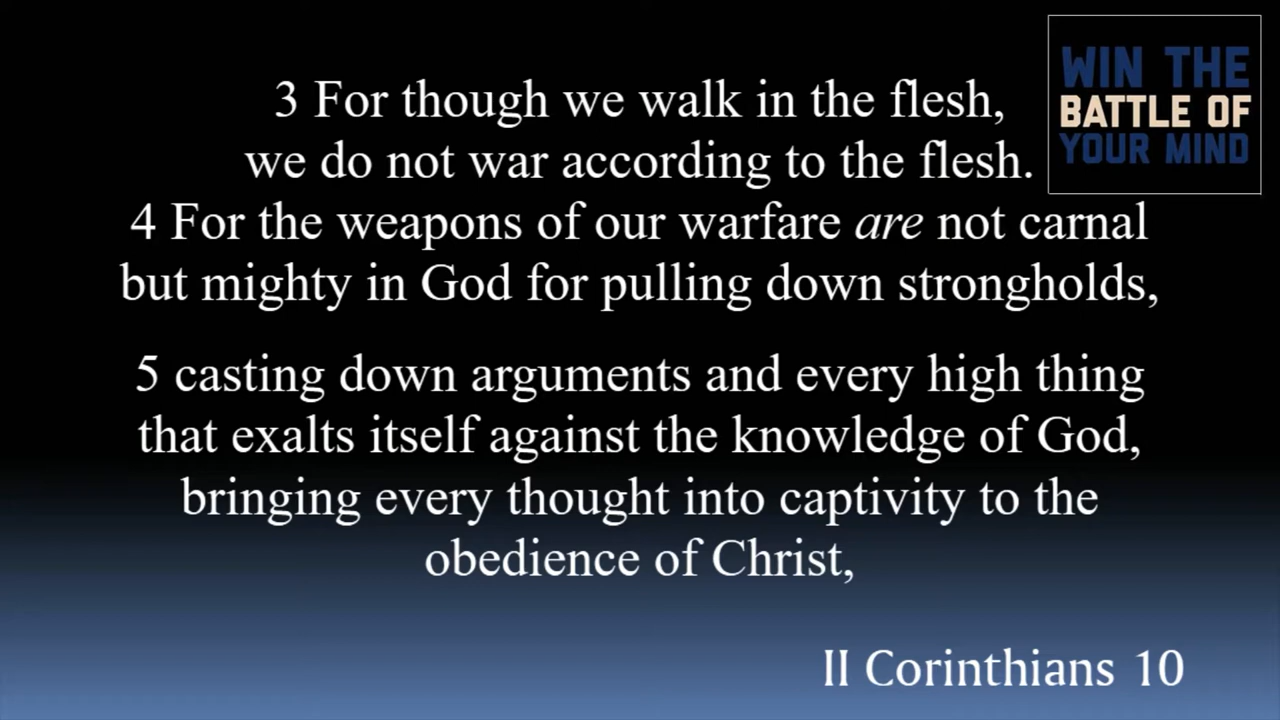 WIN THE
BATTLE OF
YOUR MIND
3 For though we walk in the flesh,
we do not war according to the flesh.
4 For the weapons of our warfare are not carnal
but mighty in God for pulling down strongholds,
5 casting down arguments and every high thing
that exalts itself against the knowledge of God,
bringing every thought into captivity to the
obedience of Christ,
II Corinthians 10